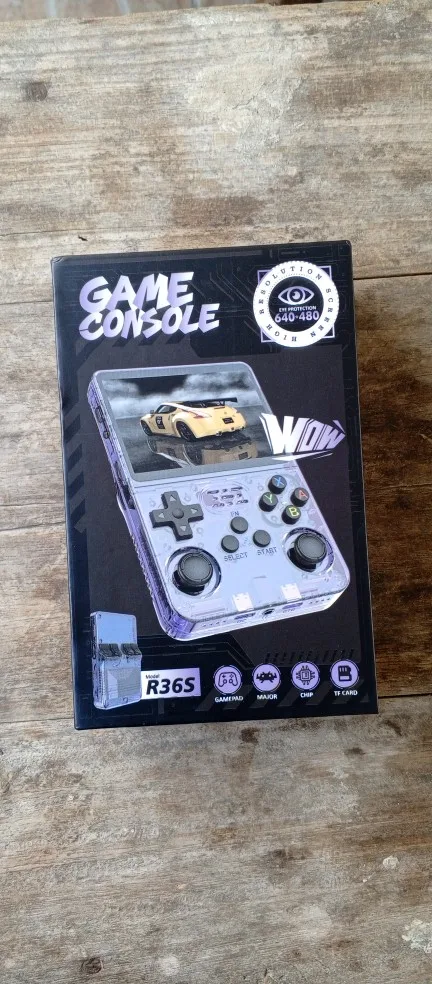 GAME
CONSOLE
HIGH RESOLUTION SCREEN
EYE PROTECTION
640·480
WOW
X
Y
A
B
FN
SELECT
START
Model
R36S
GAMEPAD
MAJOR
CHIP
TF CARD